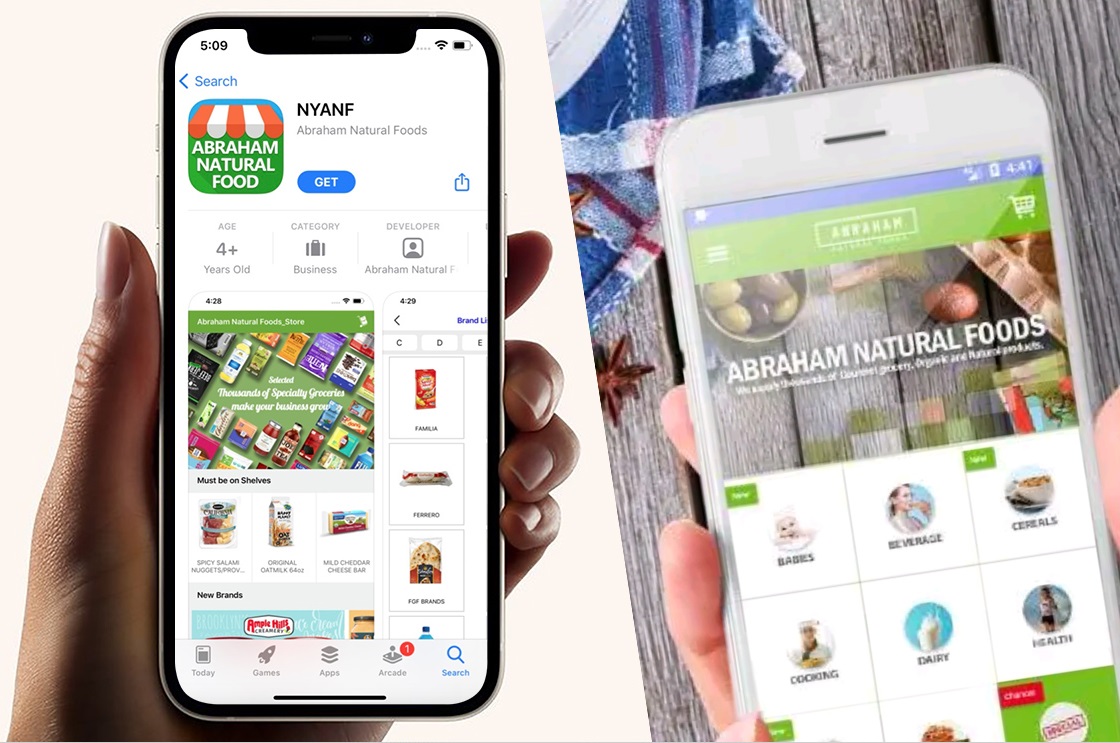 5:09
Search
ABRAHAM
NATURAL
FOOD
NYANF
Abraham Natural Foods
GET
AGE
4+
Years Old
CATEGORY
Business
DEVELOPER
Abraham Natural F
4:28
Abraham Natural Foods_Store
Selected
Thousands of Specialty Groceries
make your business grow
Must be on Shelves
SPICY SALAMI
NUGGETS/PROV...
ORIGINAL
OATMILK 64oz
MILD CHEDDAR
CHEESE BAR
New Brands
BROOKLYN
Ample Hills
CREAMERY
Ice Cream
4:29
Brand Li
C D E
FAMILIA
FERRERO
FGF BRANDS
Today
Games
Apps
Arcade
1
Search
4:41
ABRAHAM
NATURAL FOODS
ABRAHAM NATURAL FOODS
We supply thousands of Gourmet grocery, Organic and Natural products.
New
BABIES
BEVERAGE
New
CEREALS
COOKING
DAIRY
HEALTH
New
SPECIAL